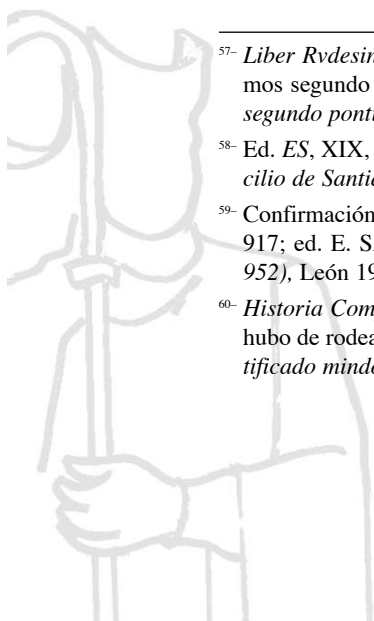 57– Liber Rvdesin
mos segundo
segundo ponti
58– Ed. ES, XIX,
cilio de Santi
59– Confirmación
917; ed. E. S
952), León 19
60– Historia Com
hubo de rodea
tificado mindo